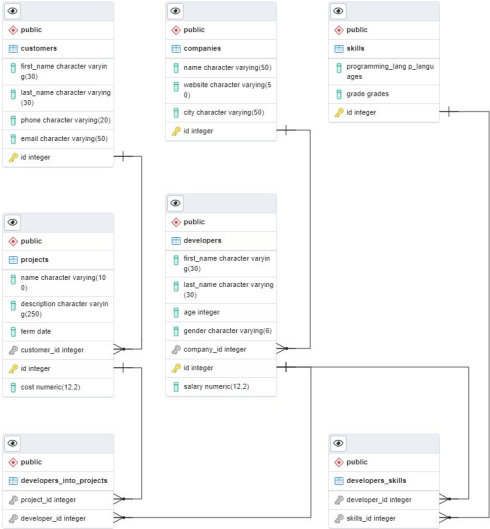 public
customers
first_name character varyin
g(30)
last_name character varying
(30)
phone character varying(20)
email character varying(50)
id integer
public
companies
name character varying(50)
website character varying(5
0)
city character varying(50)
id integer
public
skills
programming_lang p_langu
ages
grade grades
id integer
public
projects
name character varying(10
0)
description character varyin
g(250)
term date
customer_id integer
id integer
cost numeric(12,2)
public
developers
first_name character varyin
g(30)
last_name character varying
(30)
age integer
gender character varying(6)
company_id integer
id integer
salary numeric(12,2)
public
developers_into_projects
project_id integer
developer_id integer
public
developers_skills
developer_id integer
skills_id integer